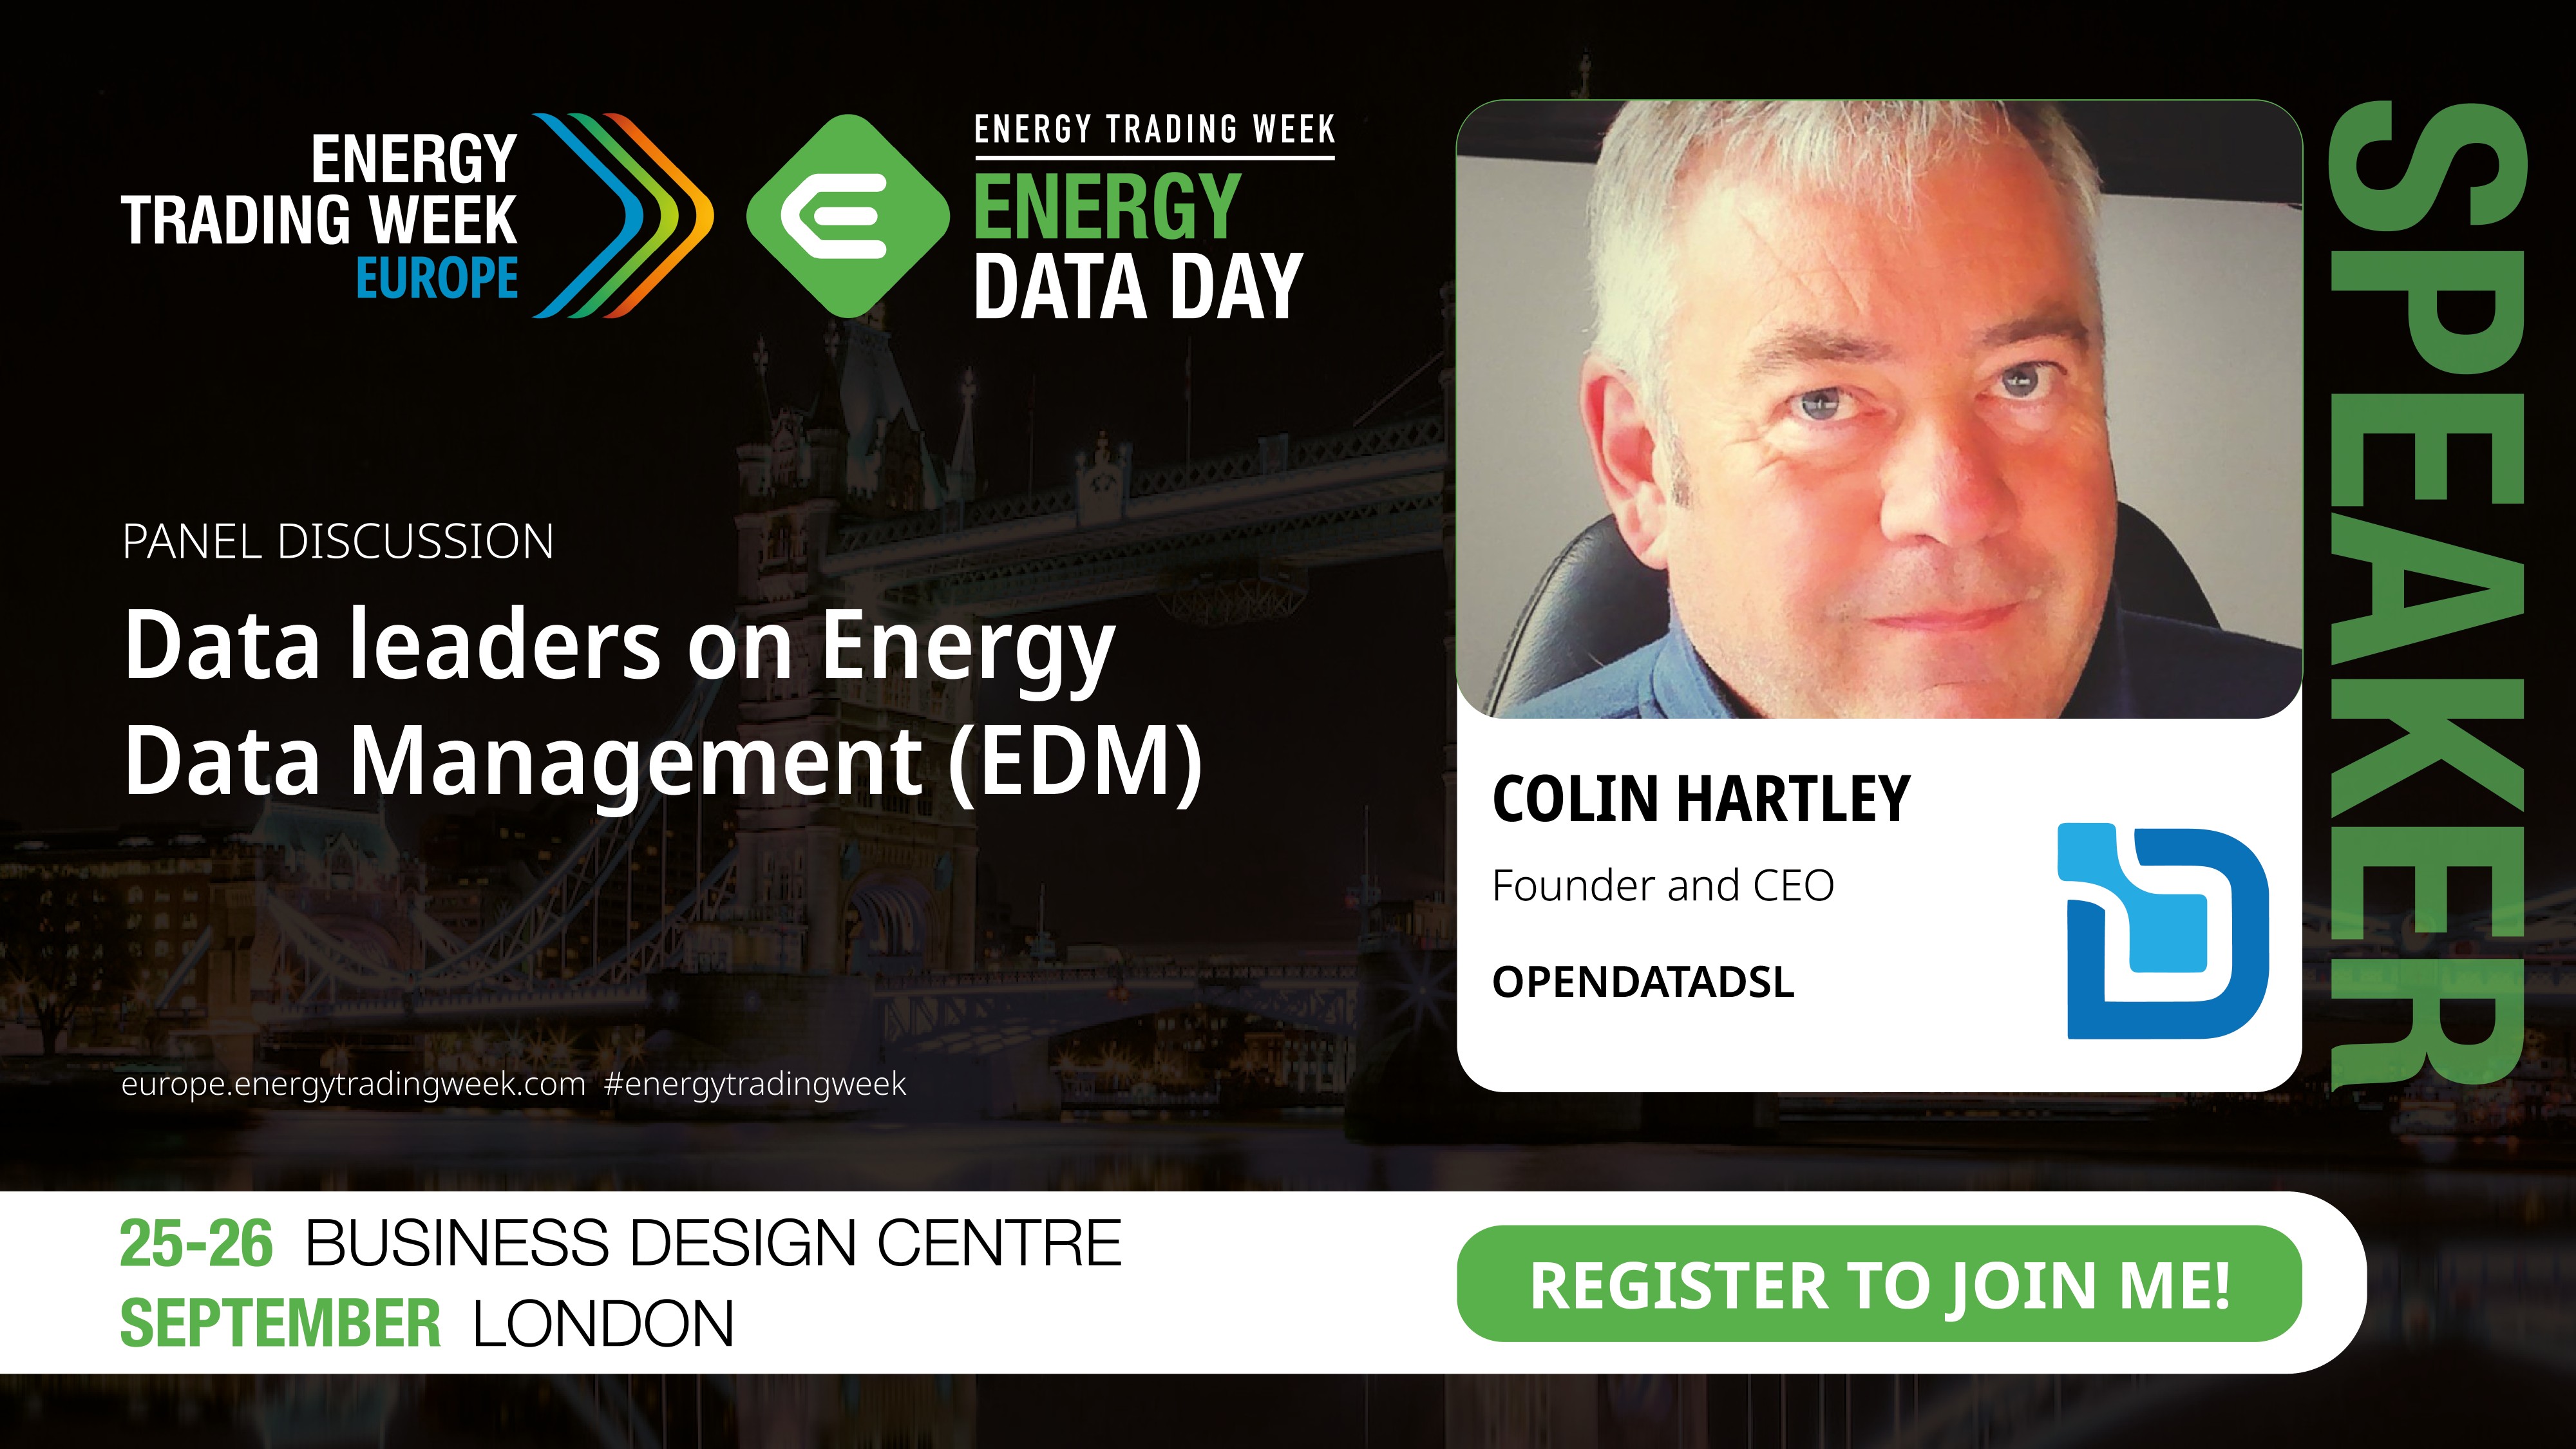 ENERGY
TRADING WEEK
EUROPE
ENERGY TRADING WEEK
ENERGY
DATA DAY
PANEL DISCUSSION
Data leaders on Energy
Data Management (EDM)
europe.energytradingweek.com #energytradingweek
COLIN HARTLEY
Founder and CEO
OPENDATADSL
SPEAKER
25-26 BUSINESS DESIGN CENTRE
SEPTEMBER LONDON
REGISTER TO JOIN ME!